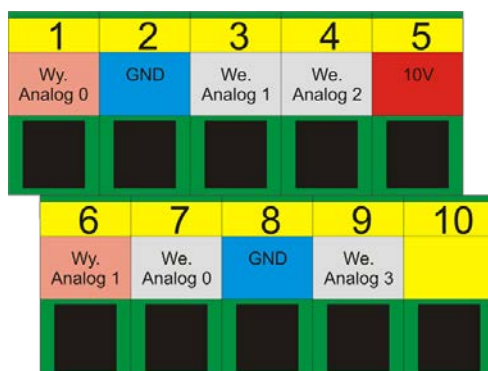 1 2 3 4 5
Wy. Analog 0 GND We. Analog 1 We. Analog 2 10V
6 7 8 9 10
Wy. Analog 1 We. Analog 0 GND We. Analog 3